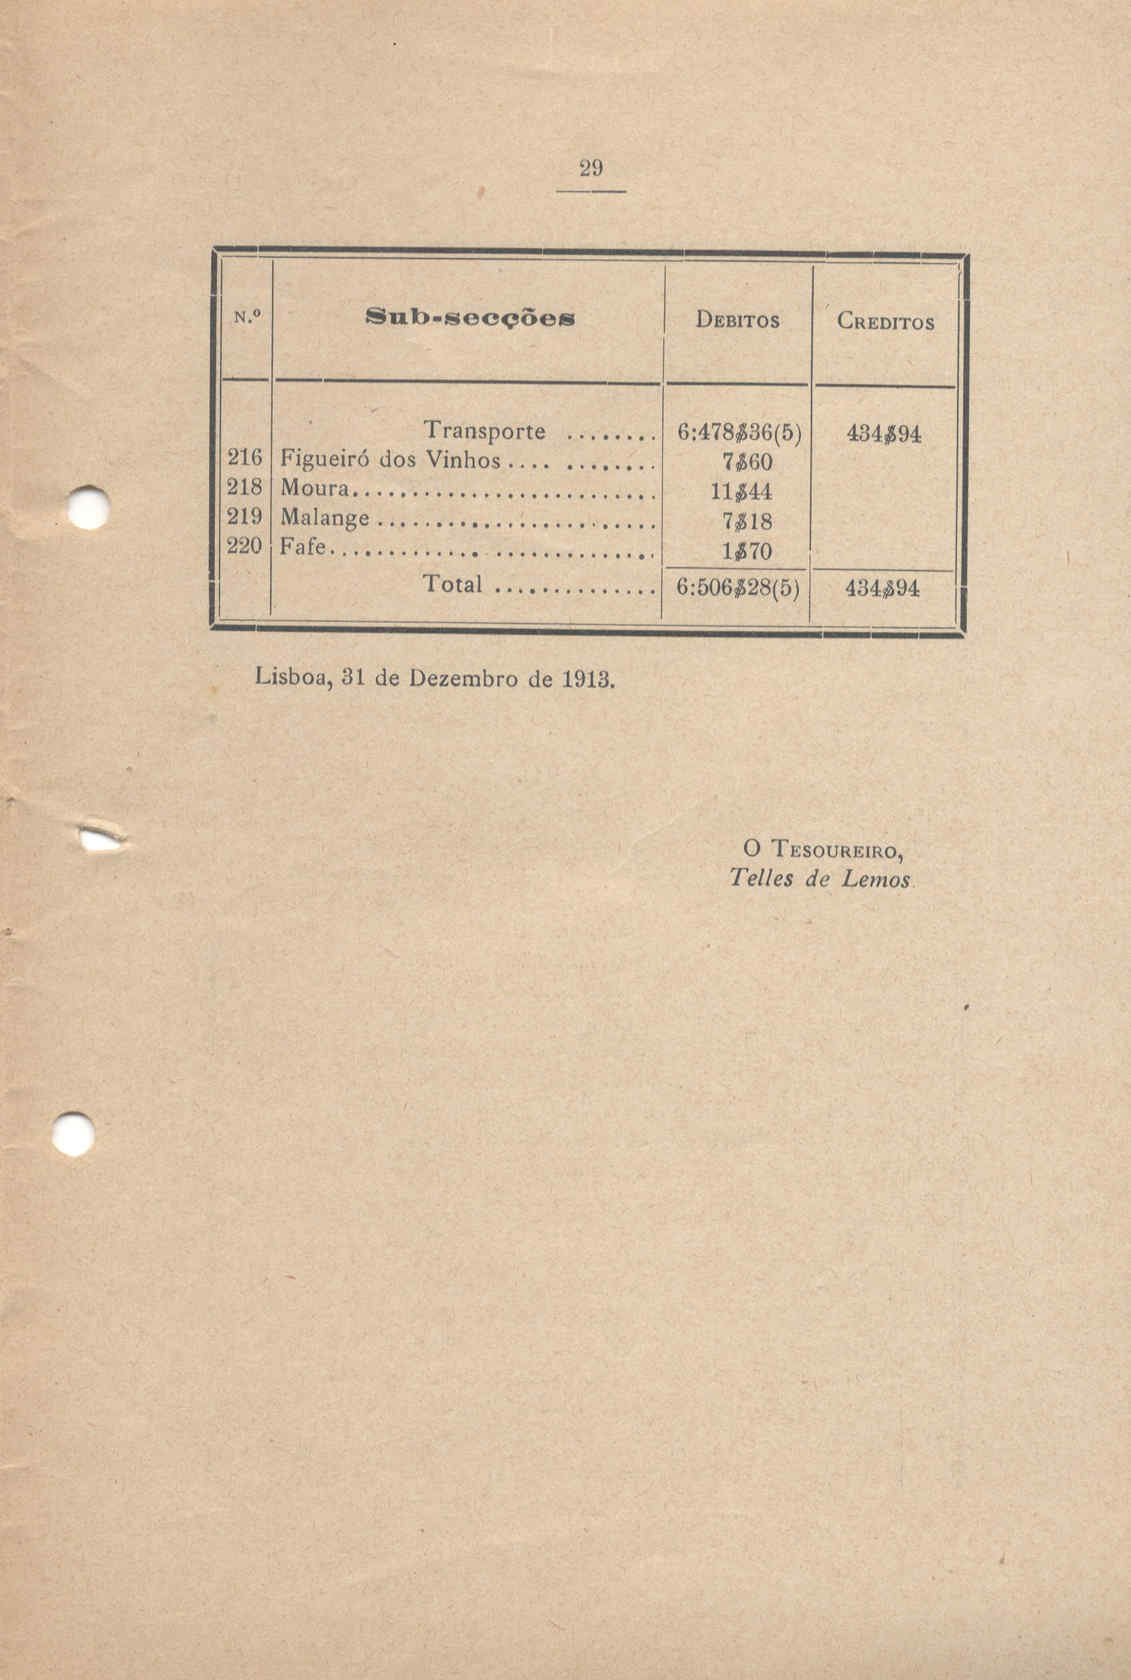 29
N.º Sub-secções DEBITOS CREDITOS
Transporte ........ 6:478$36(5) 434$94
216 Figueiró dos Vinhos .... ........ 7$60
218 Moura.......................... 11$44
219 Malange ........................ 7$18
220 Fafe............. .............. 1$70
Total .............. 6:506$28(5) 434$94
Lisboa, 31 de Dezembro de 1913.
O TESOUREIRO,
Telles de Lemos.